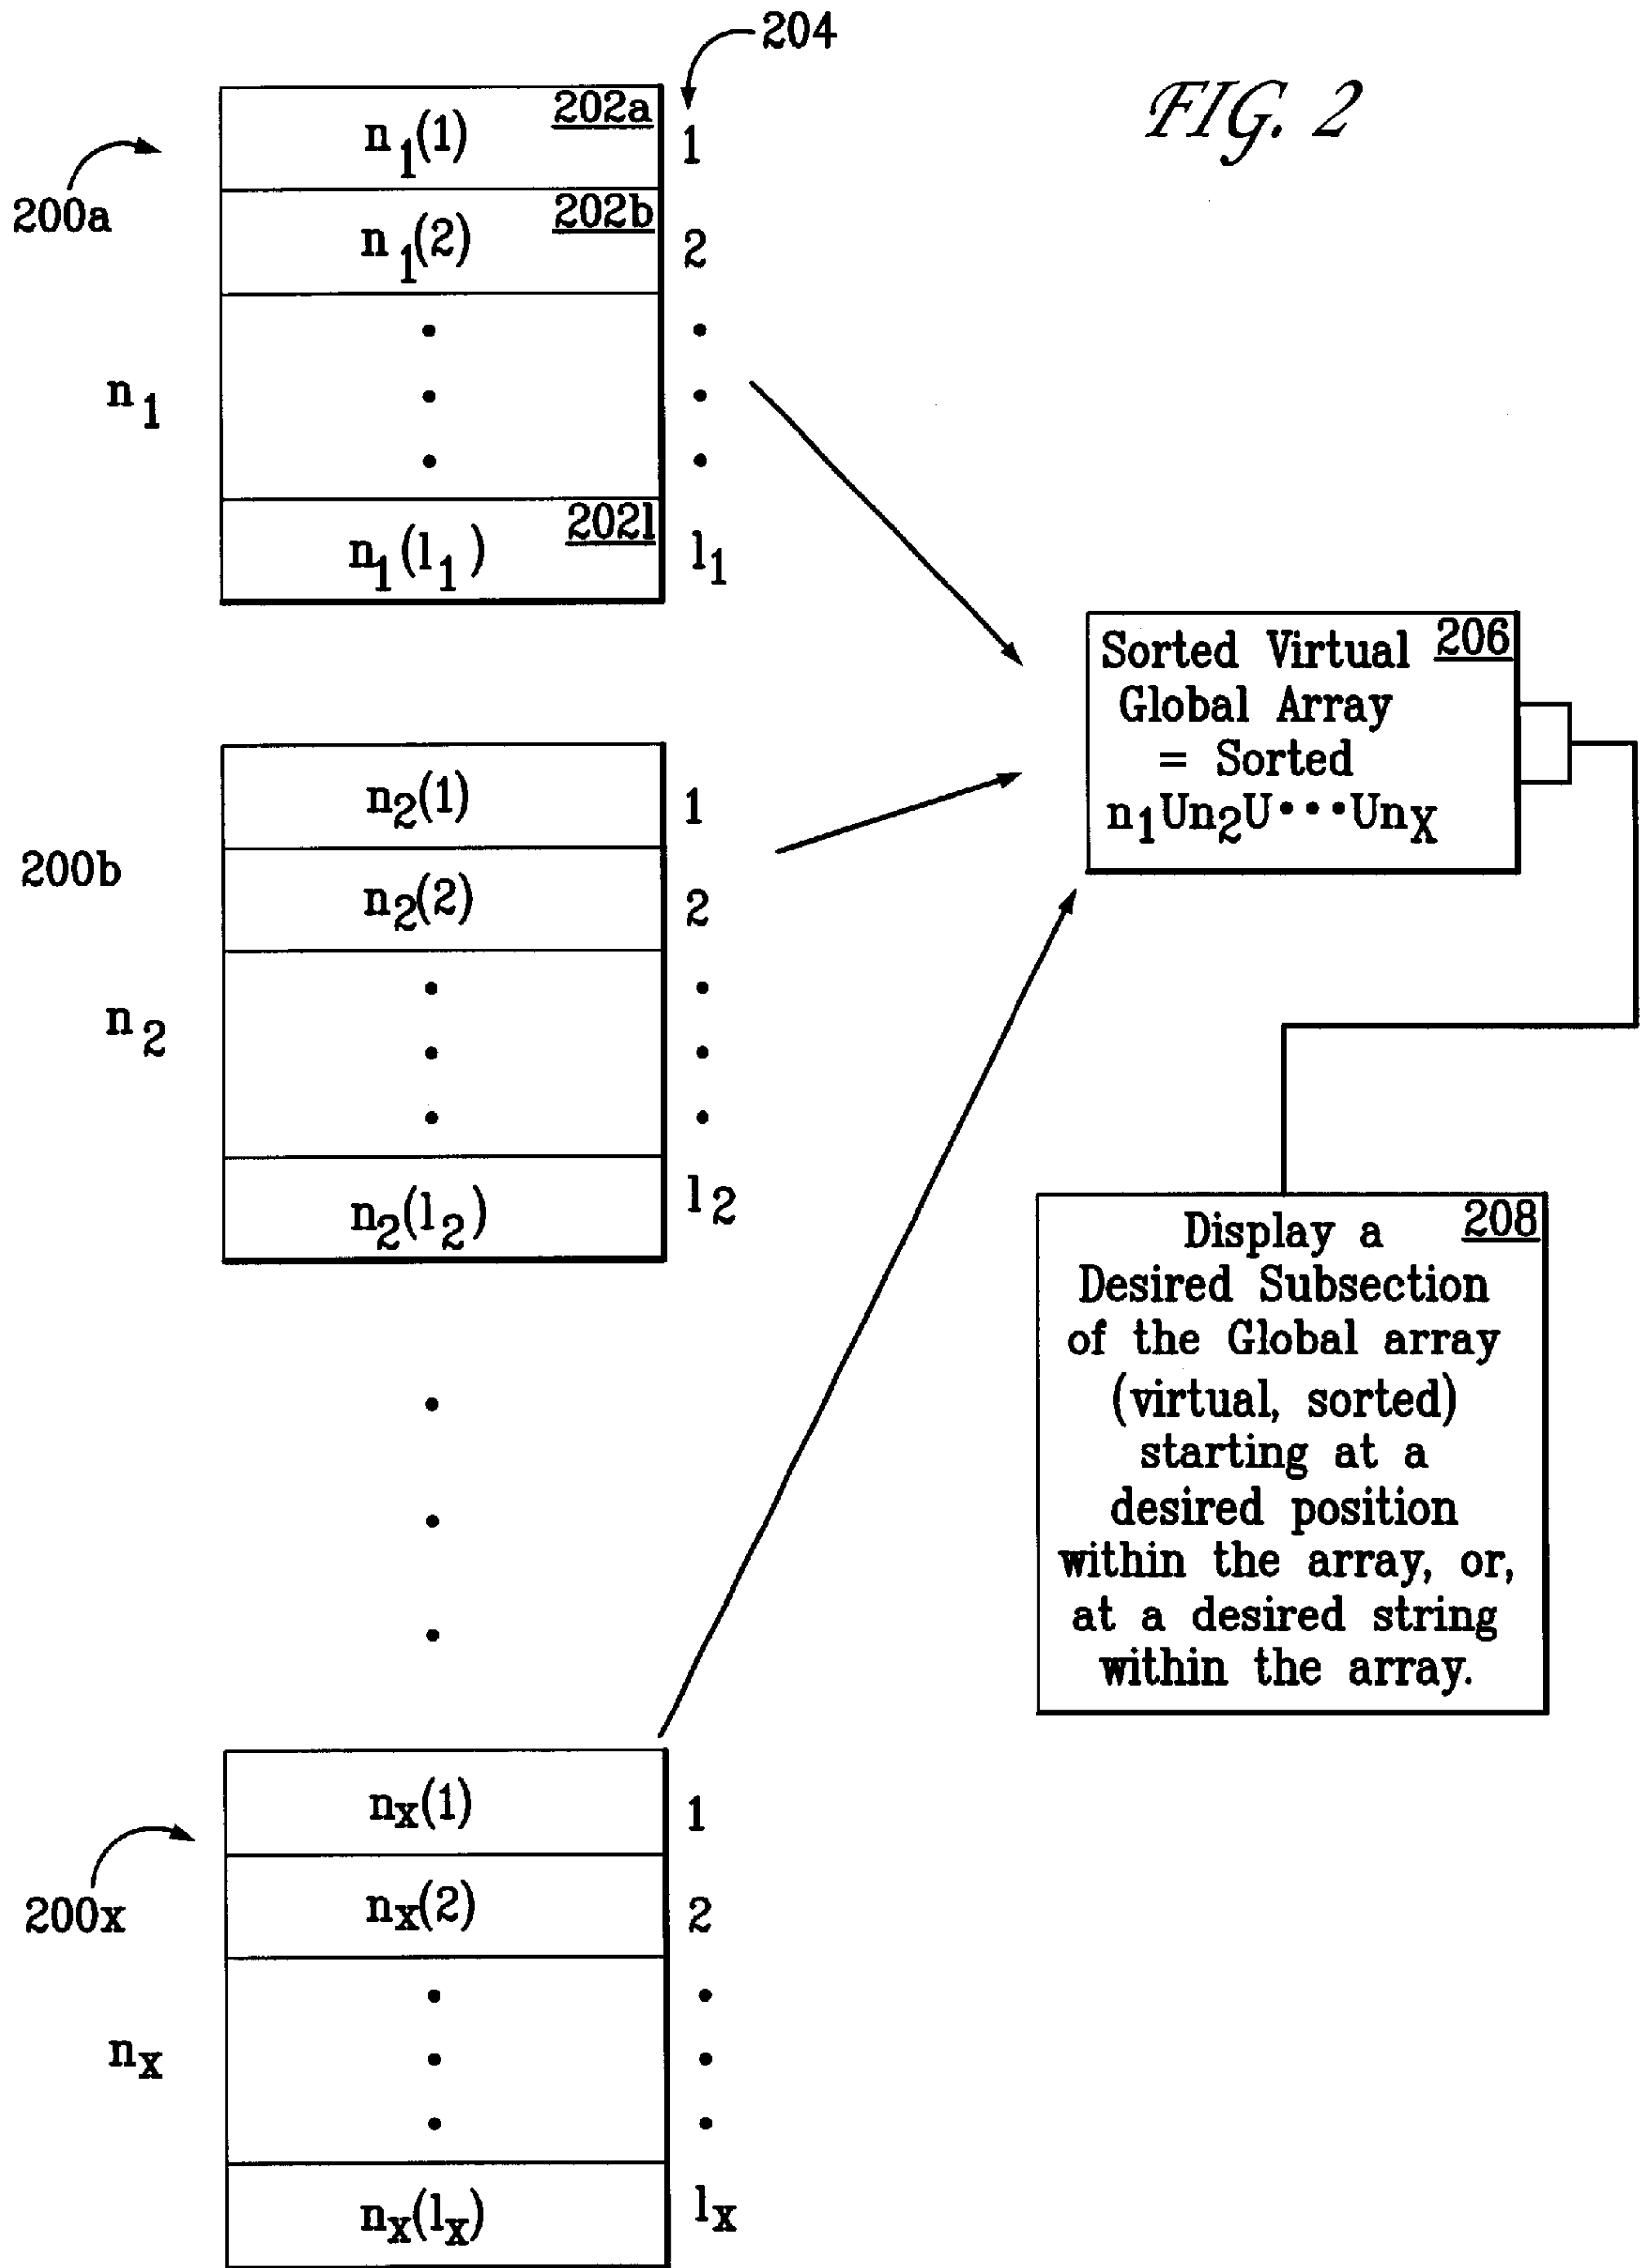 204
FIG. 2
202a
n₁(1)
1
200a
202b
n₁(2)
2
n₁
202l
n₁(l₁)
l₁
206
Sorted Virtual
Global Array
= Sorted
n₁Un₂U•••Unₓ
n₂(1)
1
200b
n₂(2)
2
n₂
n₂(l₂)
l₂
208
Display a
Desired Subsection
of the Global array
(virtual, sorted)
starting at a
desired position
within the array, or,
at a desired string
within the array.
nₓ(1)
1
200x
nₓ(2)
2
nₓ
nₓ(lₓ)
lₓ